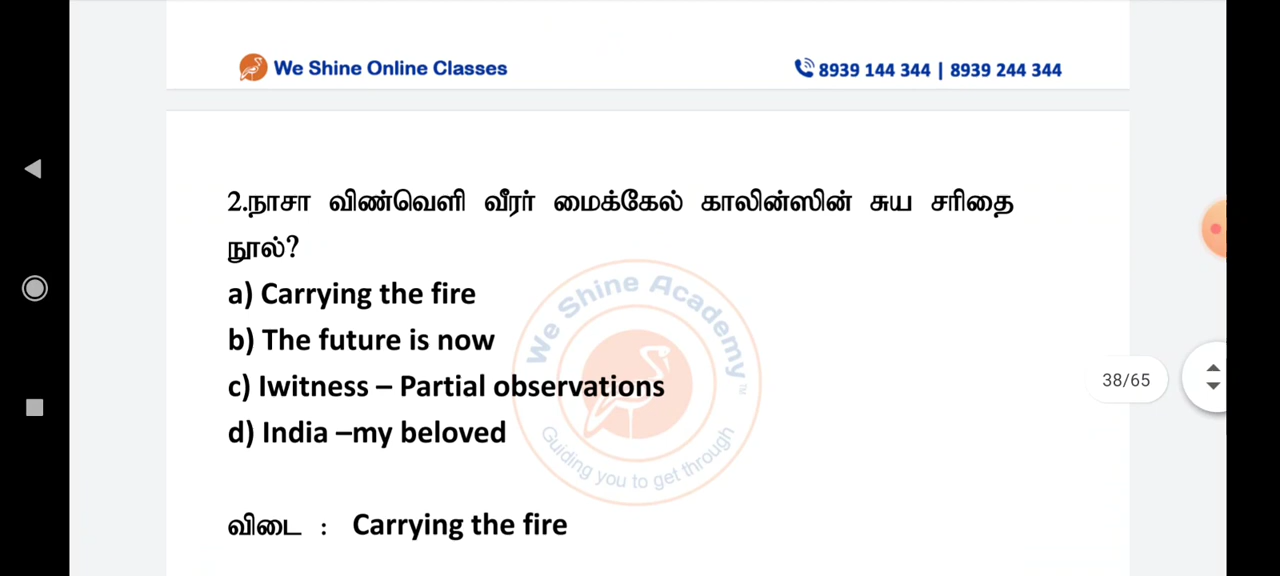 We Shine Online Classes 8939 144 344 | 8939 244 344
2.நாசா விண்வெளி வீரர் மைக்கேல் காலின்ஸின் சுய சரிதை
நூல்?
a) Carrying the fire
b) The future is now
c) Iwitness – Partial observations
d) India –my beloved
விடை : Carrying the fire
We Shine Academy
TM
Guiding you to get through
38/65